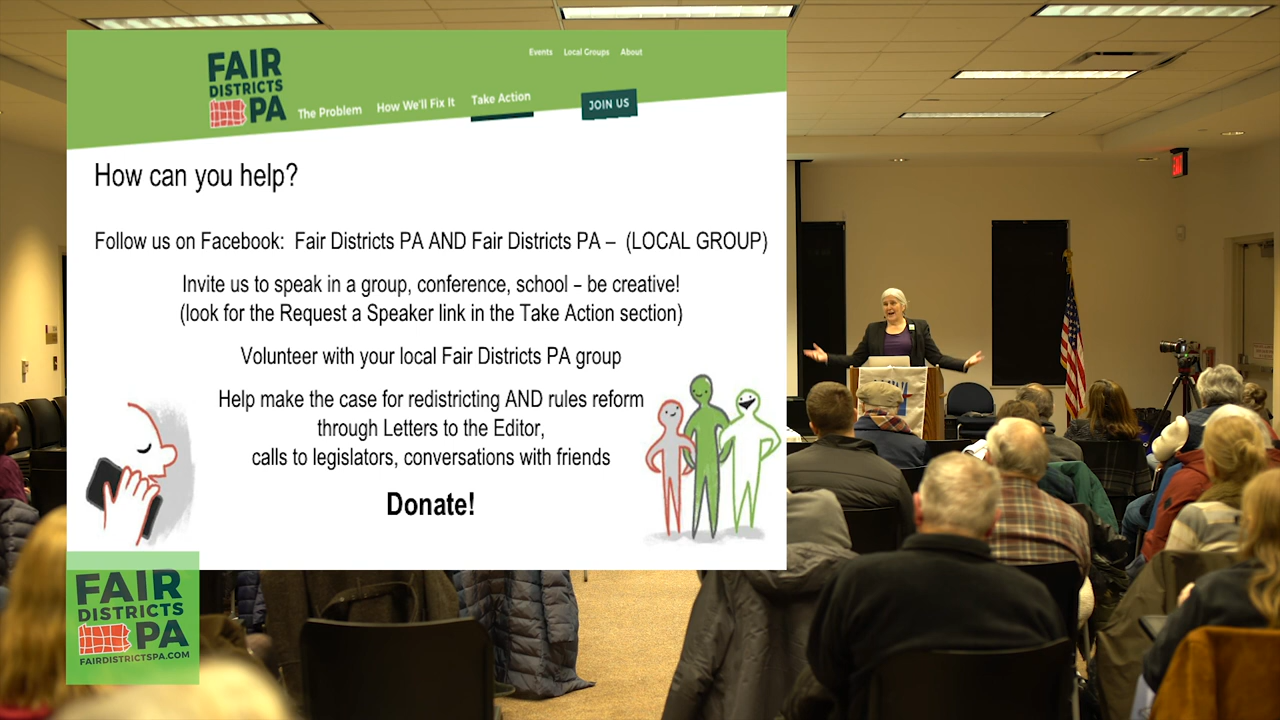 FAIR
DISTRICTS
PA
Events Local Groups About
The Problem How We'll Fix It Take Action JOIN US
How can you help?
Follow us on Facebook: Fair Districts PA AND Fair Districts PA – (LOCAL GROUP)
Invite us to speak in a group, conference, school – be creative!
(look for the Request a Speaker link in the Take Action section)
Volunteer with your local Fair Districts PA group
Help make the case for redistricting AND rules reform
through Letters to the Editor,
calls to legislators, conversations with friends
Donate!
FAIR
DISTRICTS
PA
FAIRDISTRICTSPA.COM